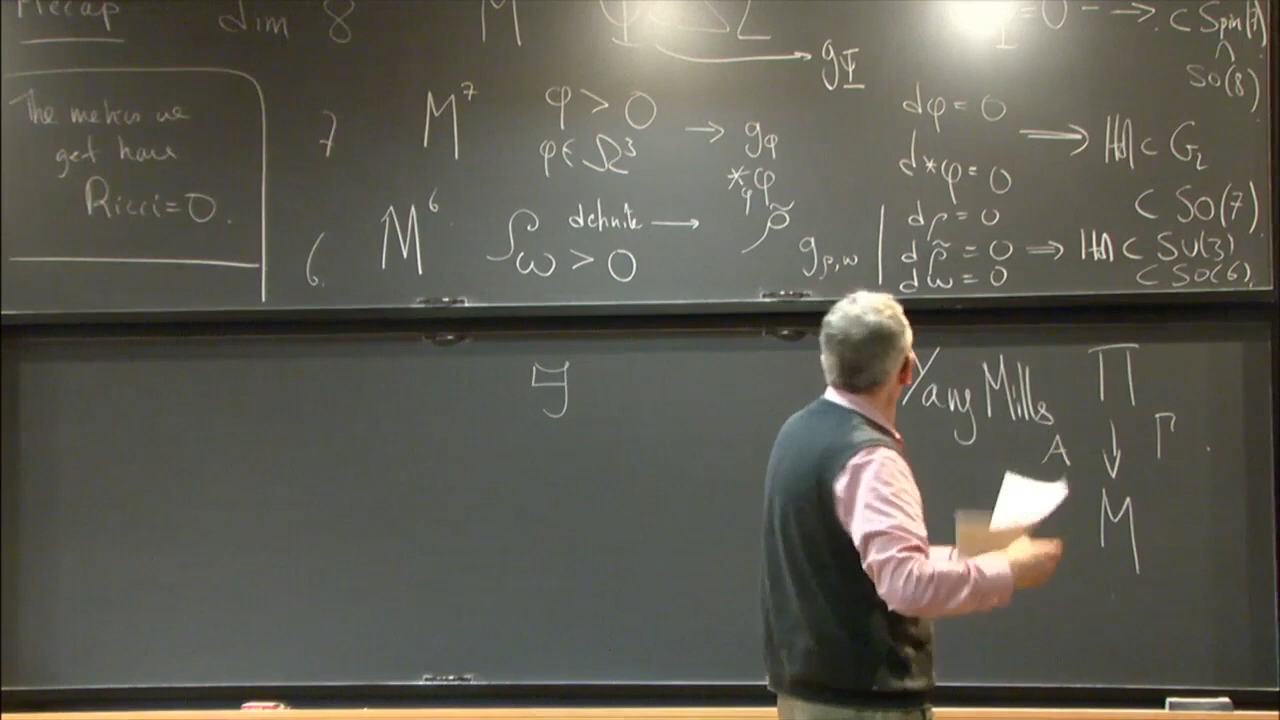 Recap dim 8 M Ψ ∈ Ω → g_Ψ = 0 --→ ⊂ Spin(7)
∩
SO(8)
The metrics we
get have
Ricci = 0.
7 M⁷ φ > 0 → g_φ dφ = 0 ⟹ Hol ⊂ G₂
φ ∈ Ω³ *_φ φ d*φ = 0 ⊂ SO(7)
6. M⁶ ρ definite → ρ̃ dρ = 0
ω > 0 g_{ρ,ω} dρ̃ = 0 ⟹ Hol ⊂ SU(3)
dω = 0 ⊂ SO(6)
Yang Mills Π
A ↓ Γ
M